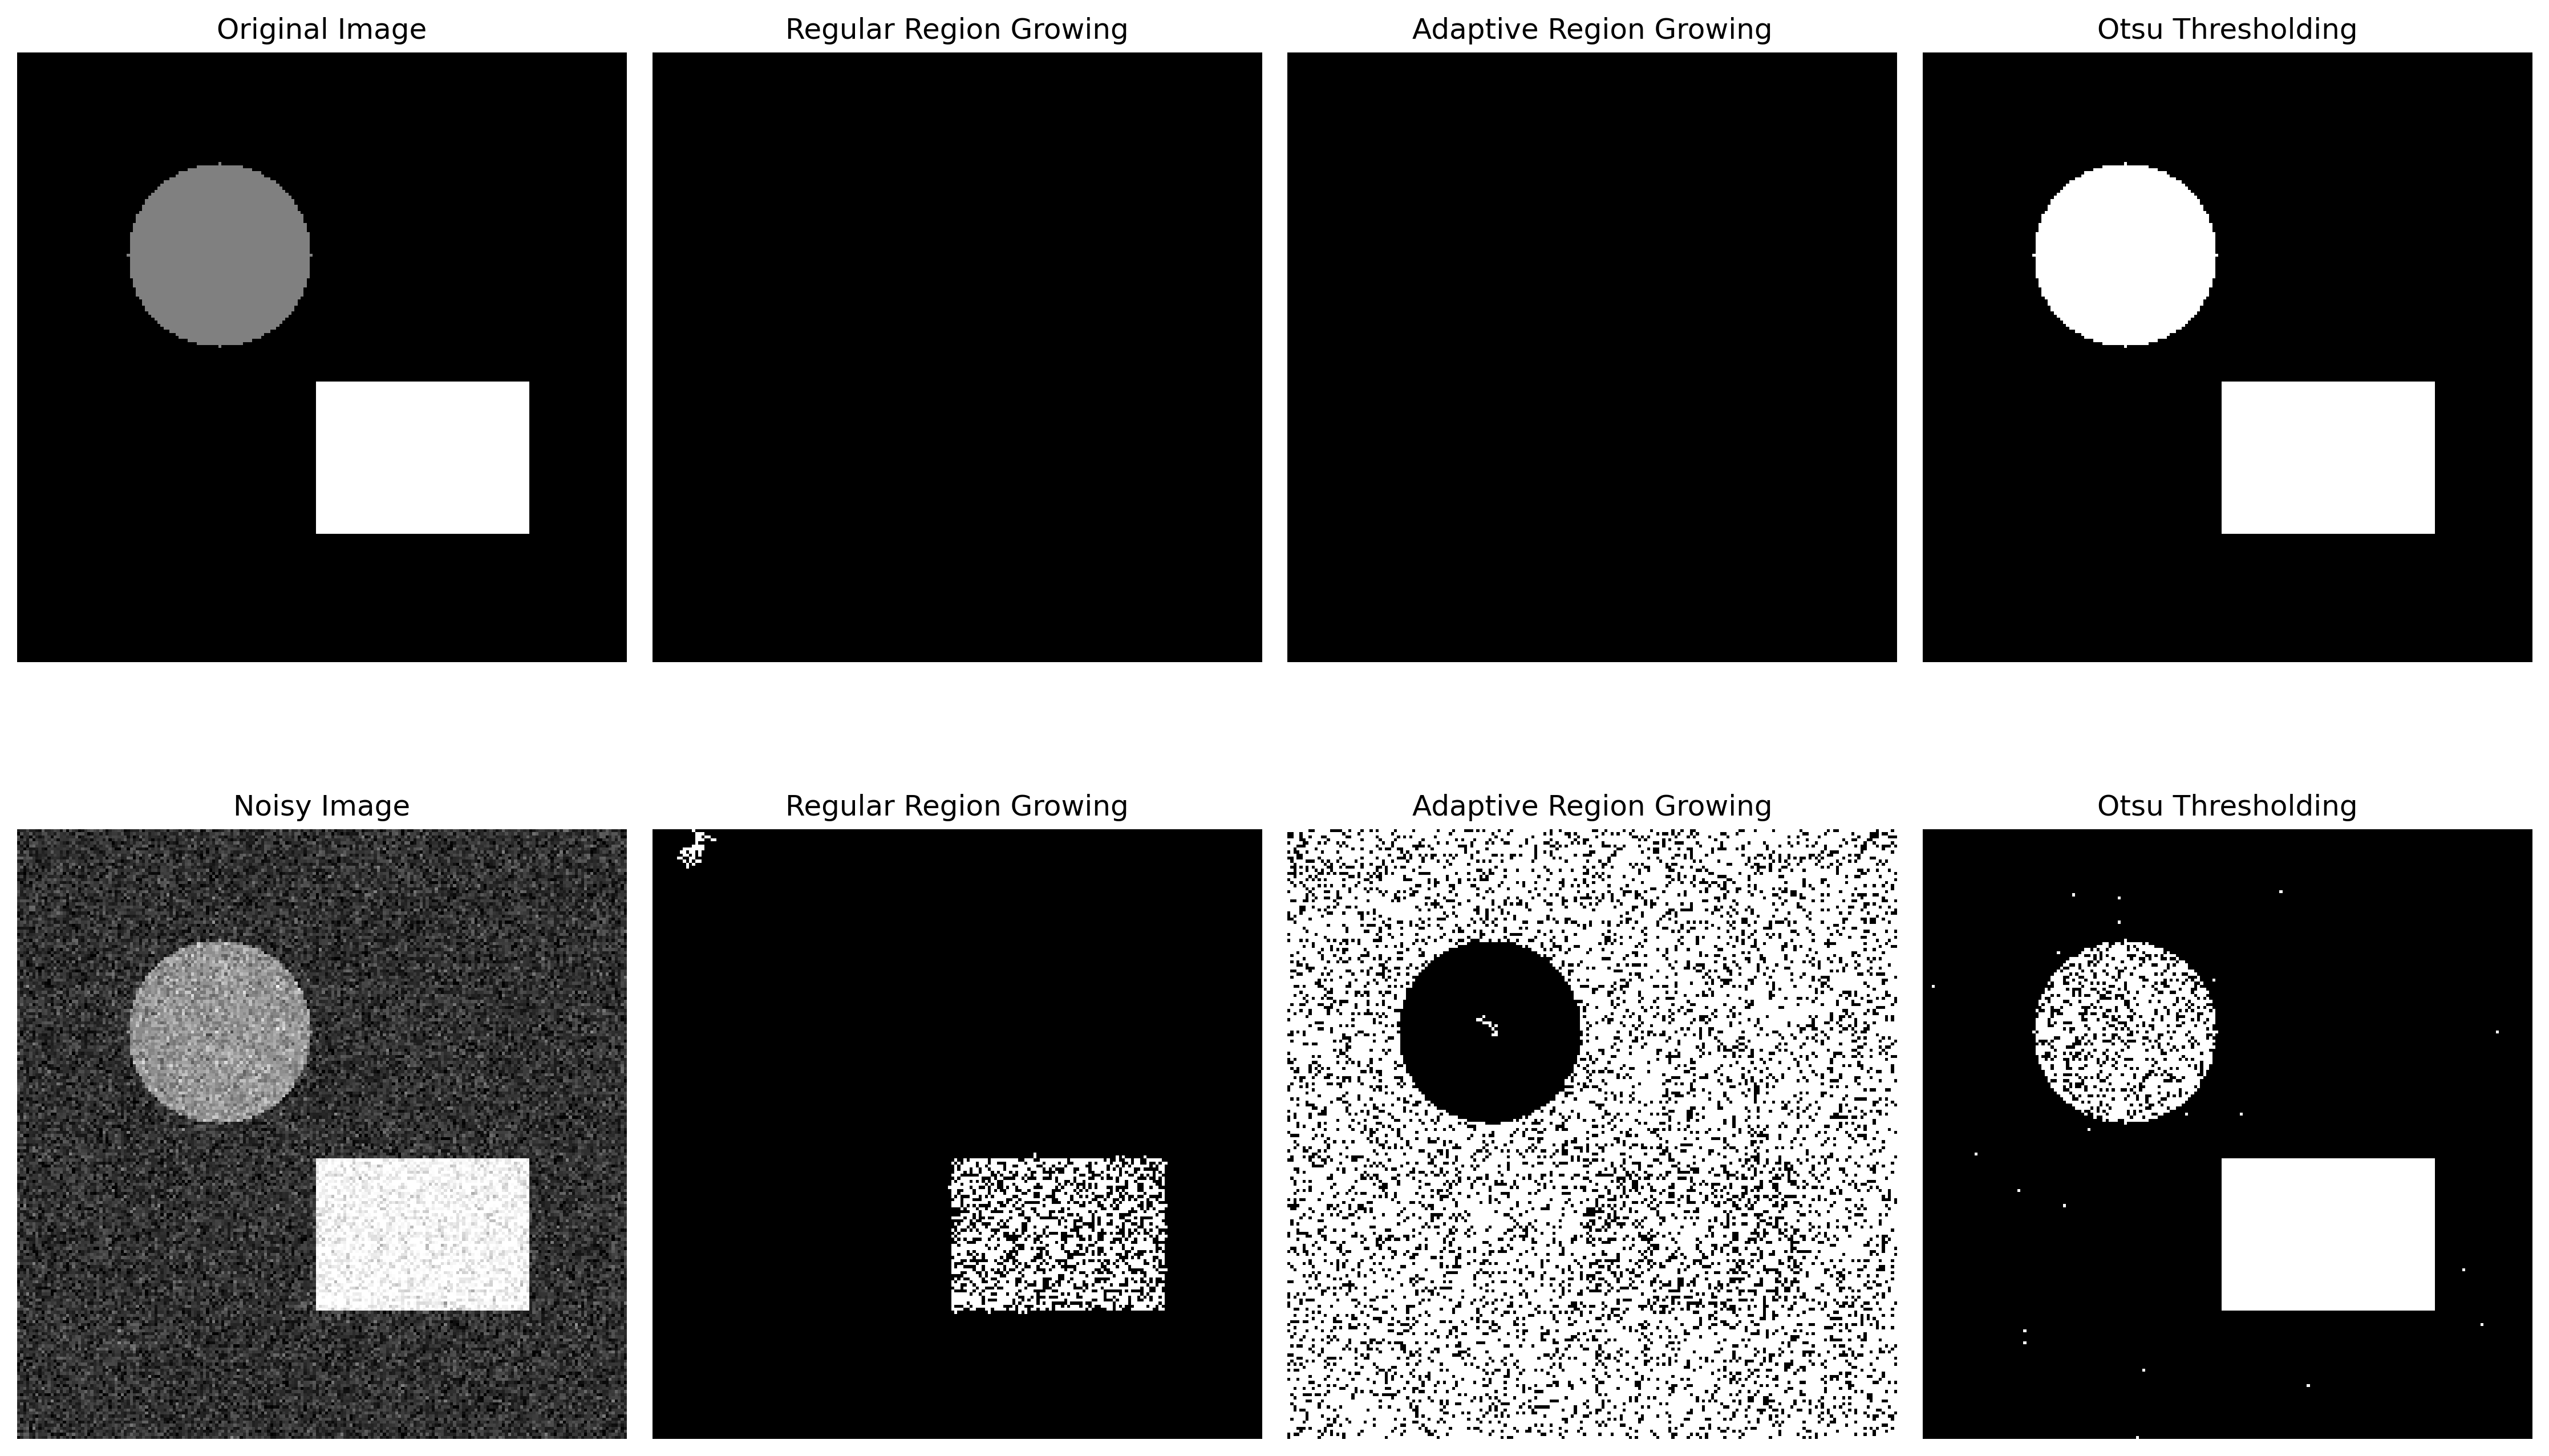 Original Image
Regular Region Growing
Adaptive Region Growing
Otsu Thresholding
Noisy Image
Regular Region Growing
Adaptive Region Growing
Otsu Thresholding